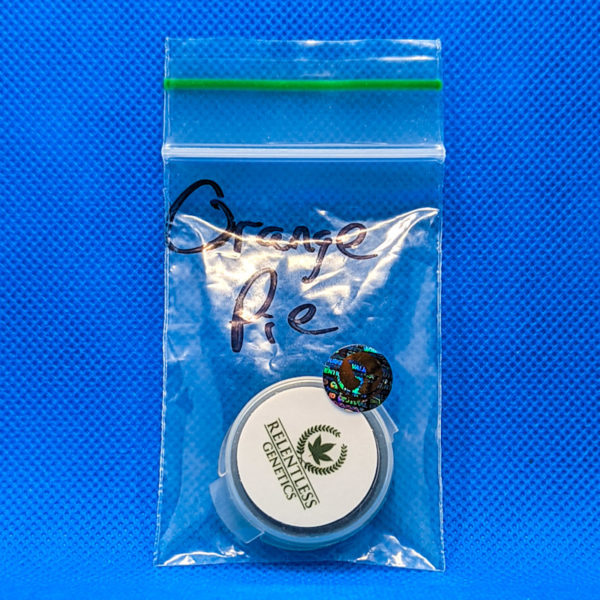 Orange
Pie
RELENTLESS
GENETICS